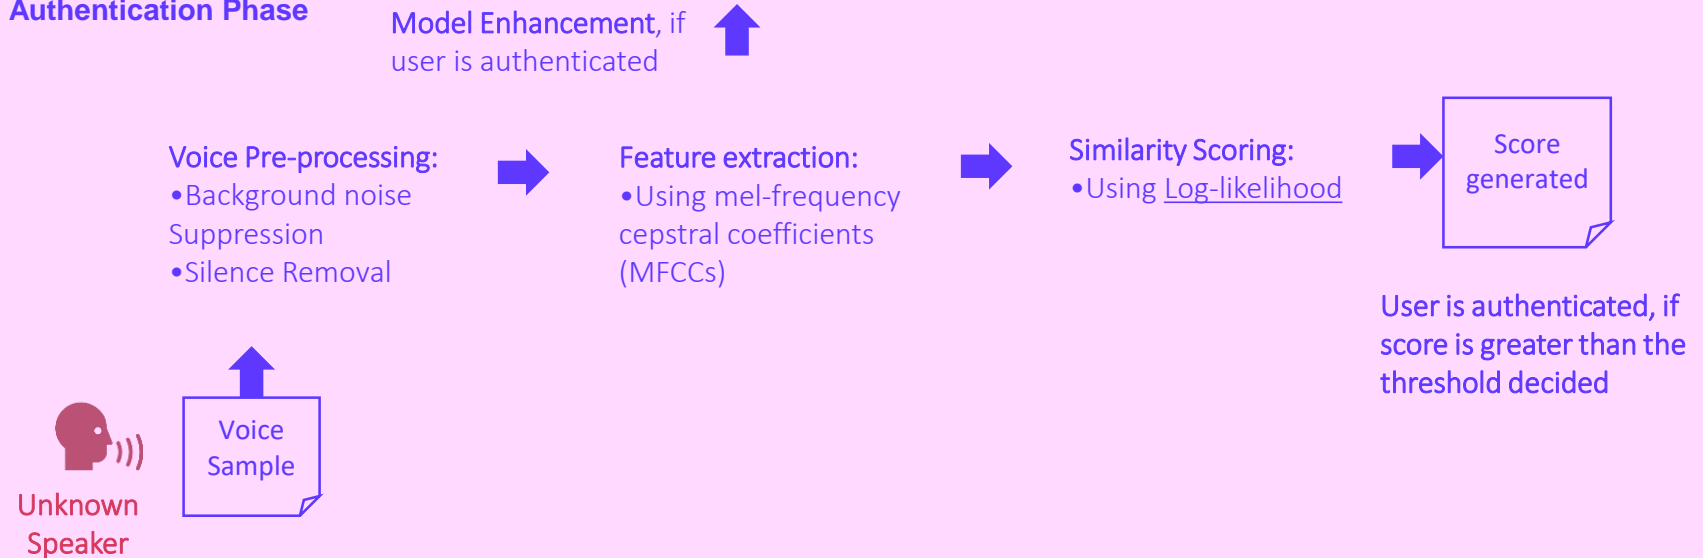 Authentication Phase
Model Enhancement, if
user is authenticated
Voice Pre-processing:
•Background noise
Suppression
•Silence Removal
Feature extraction:
•Using mel-frequency
cepstral coefficients
(MFCCs)
Similarity Scoring:
•Using Log-likelihood
Score
generated
User is authenticated, if
score is greater than the
threshold decided
Voice
Sample
Unknown
Speaker